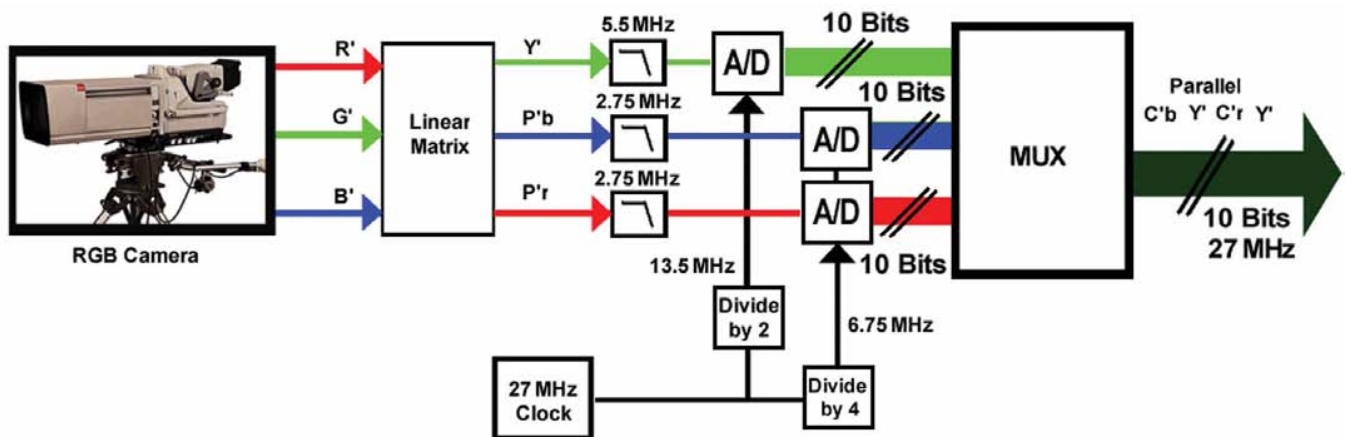 RGB Camera
R'
G'
B'
Linear
Matrix
Y'
P'b
P'r
5.5 MHz
2.75 MHz
2.75 MHz
A/D
A/D
A/D
10 Bits
10 Bits
10 Bits
MUX
Parallel
C'b Y' C'r Y'
10 Bits
27 MHz
13.5 MHz
6.75 MHz
Divide
by 2
Divide
by 4
27 MHz
Clock